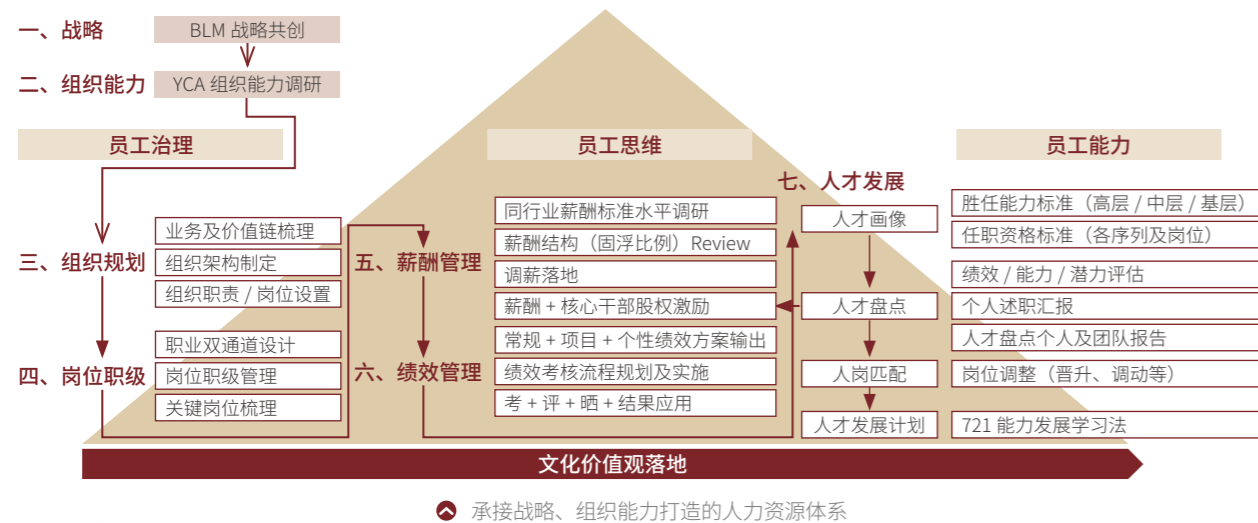 一、战略
BLM 战略共创
二、组织能力
YCA 组织能力调研
员工治理
三、组织规划
业务及价值链梳理
组织架构制定
组织职责 / 岗位设置
四、岗位职级
职业双通道设计
岗位职级管理
关键岗位梳理
员工思维
五、薪酬管理
同行业薪酬标准水平调研
薪酬结构（固浮比例）Review
调薪落地
薪酬 + 核心干部股权激励
六、绩效管理
常规 + 项目 + 个性绩效方案输出
绩效考核流程规划及实施
考 + 评 + 晒 + 结果应用
员工能力
七、人才发展
人才画像
胜任能力标准（高层 / 中层 / 基层）
任职资格标准（各序列及岗位）
人才盘点
绩效 / 能力 / 潜力评估
个人述职汇报
人才盘点个人及团队报告
人岗匹配
岗位调整（晋升、调动等）
人才发展计划
721 能力发展学习法
文化价值观落地
承接战略、组织能力打造的人力资源体系